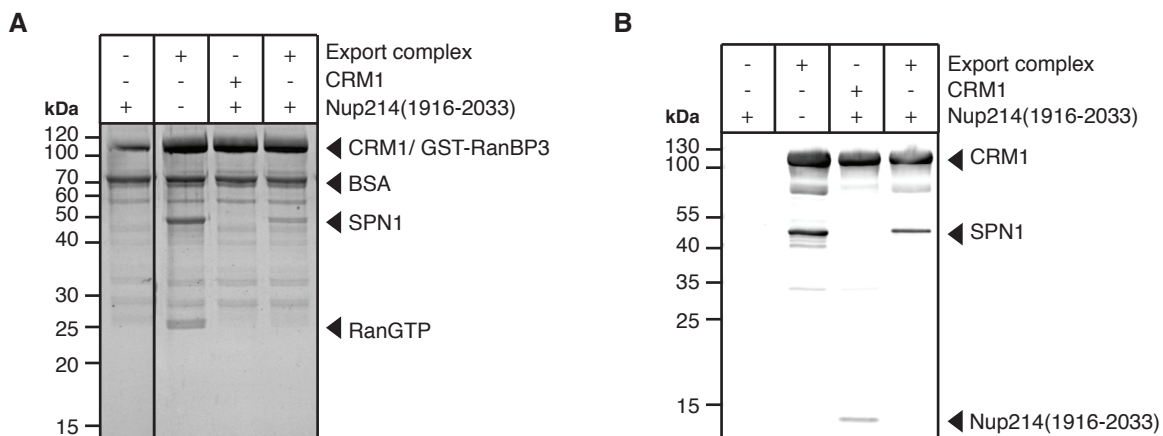 A
- + - + Export complex
- - + - CRM1
kDa + - + + Nup214(1916-2033)
120
100 CRM1/ GST-RanBP3
70 BSA
60
50 SPN1
40
30
25 RanGTP
20
15
B
- + - + Export complex
- - + - CRM1
kDa + - + + Nup214(1916-2033)
130
100 CRM1
55
40 SPN1
35
25
15 Nup214(1916-2033)